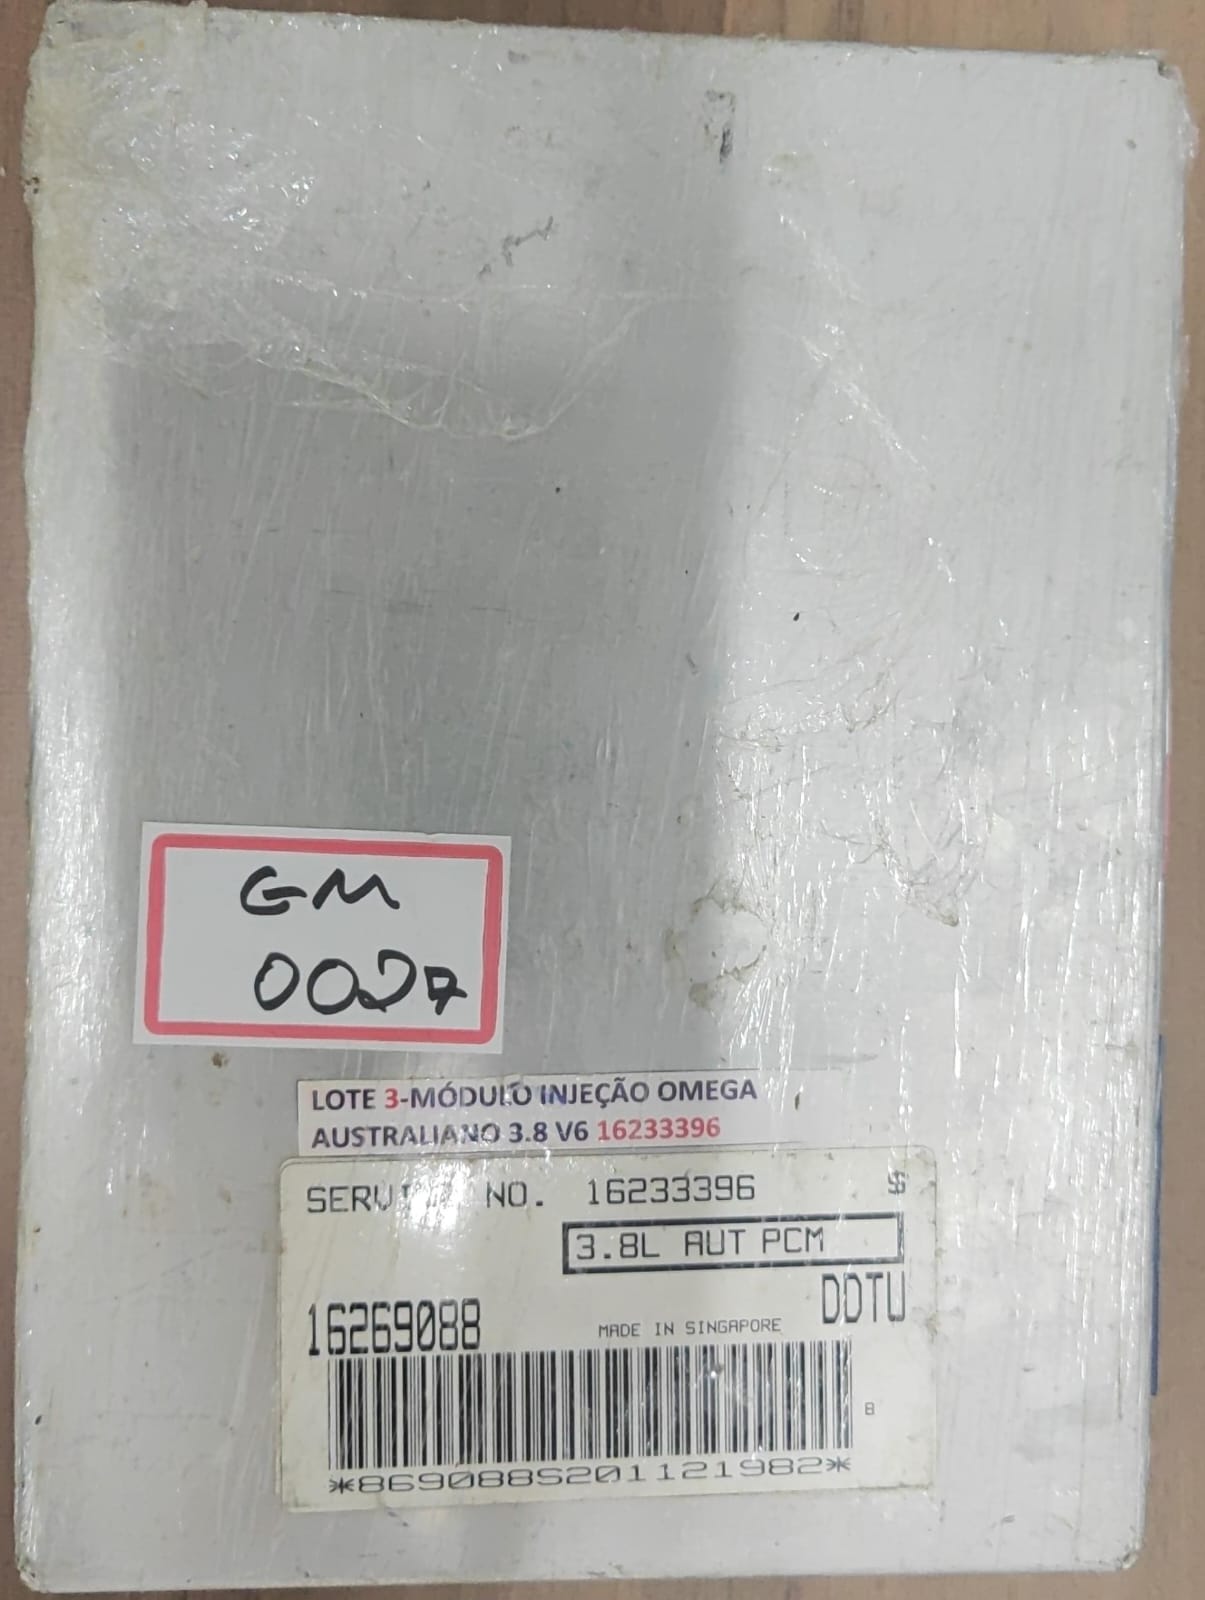 GM
0027
LOTE 3-MÓDULO INJEÇÃO OMEGA
AUSTRALIANO 3.8 V6 16233396
NO. 16233396 S
3.8L AUT PCM
DDTU
16269088
MADE IN SINGAPORE
B
*869088S201121982*